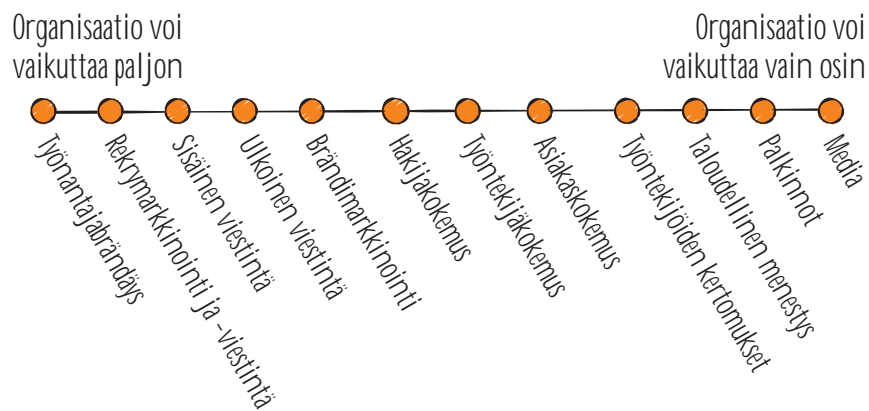 Organisaatio voi
vaikuttaa paljon
Organisaatio voi
vaikuttaa vain osin
Työnantajabrändäys
Rekrymarkkinointi ja -viestintä
Sisäinen viestintä
Ulkoinen viestintä
Brändimarkkinointi
Hakijakokemus
Työntekijäkokemus
Asiakaskokemus
Työntekijöiden kertomukset
Taloudellinen menestys
Palkinnot
Media